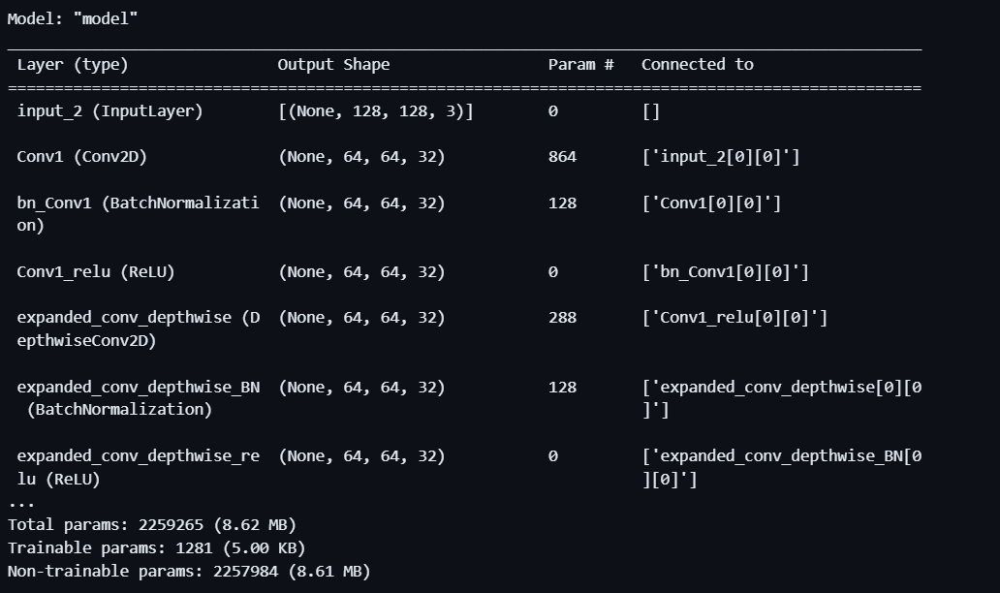 Model: "model"
Layer (type) Output Shape Param # Connected to
input_2 (InputLayer) [(None, 128, 128, 3)] 0 []
Conv1 (Conv2D) (None, 64, 64, 32) 864 ['input_2[0][0]']
bn_Conv1 (BatchNormalizati (None, 64, 64, 32) 128 ['Conv1[0][0]']
on)
Conv1_relu (ReLU) (None, 64, 64, 32) 0 ['bn_Conv1[0][0]']
expanded_conv_depthwise (D (None, 64, 64, 32) 288 ['Conv1_relu[0][0]']
epthwiseConv2D)
expanded_conv_depthwise_BN (None, 64, 64, 32) 128 ['expanded_conv_depthwise[0][0
(BatchNormalization) ]']
expanded_conv_depthwise_re (None, 64, 64, 32) 0 ['expanded_conv_depthwise_BN[0
lu (ReLU) ][0]']
...
Total params: 2259265 (8.62 MB)
Trainable params: 1281 (5.00 KB)
Non-trainable params: 2257984 (8.61 MB)